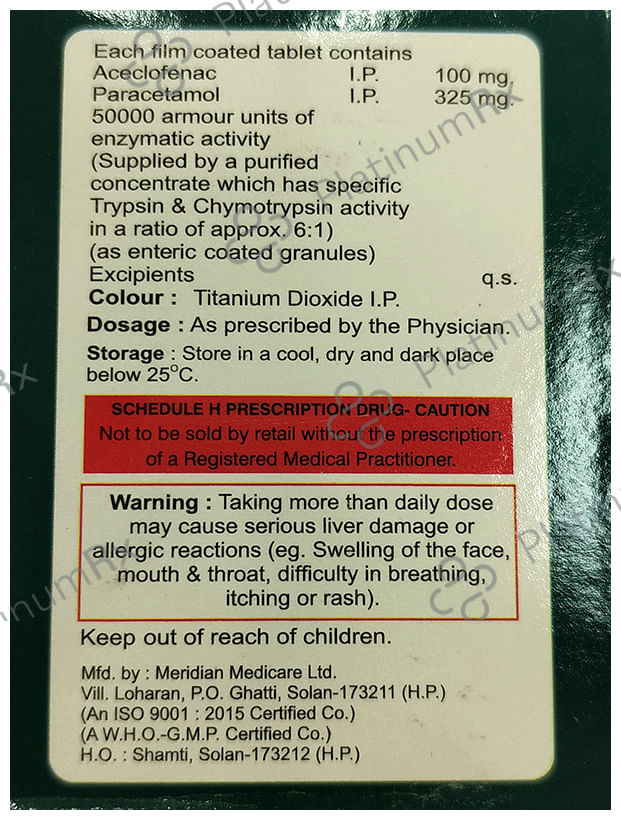 Each film coated tablet contains
Aceclofenac I.P. 100 mg.
Paracetamol I.P. 325 mg.
50000 armour units of
enzymatic activity
(Supplied by a purified
concentrate which has specific
Trypsin & Chymotrypsin activity
in a ratio of approx. 6:1)
(as enteric coated granules)
Excipients q.s.
Colour : Titanium Dioxide I.P.
Dosage : As prescribed by the Physician.
Storage : Store in a cool, dry and dark place
below 25°C.
SCHEDULE H PRESCRIPTION DRUG- CAUTION
Not to be sold by retail without the prescription
of a Registered Medical Practitioner.
Warning : Taking more than daily dose
may cause serious liver damage or
allergic reactions (eg. Swelling of the face,
mouth & throat, difficulty in breathing,
itching or rash).
Keep out of reach of children.
Mfd. by : Meridian Medicare Ltd.
Vill. Loharan, P.O. Ghatti, Solan-173211 (H.P.)
(An ISO 9001 : 2015 Certified Co.)
(A W.H.O.-G.M.P. Certified Co.)
H.O. : Shamti, Solan-173212 (H.P.)
PlatinumRx
PlatinumRx